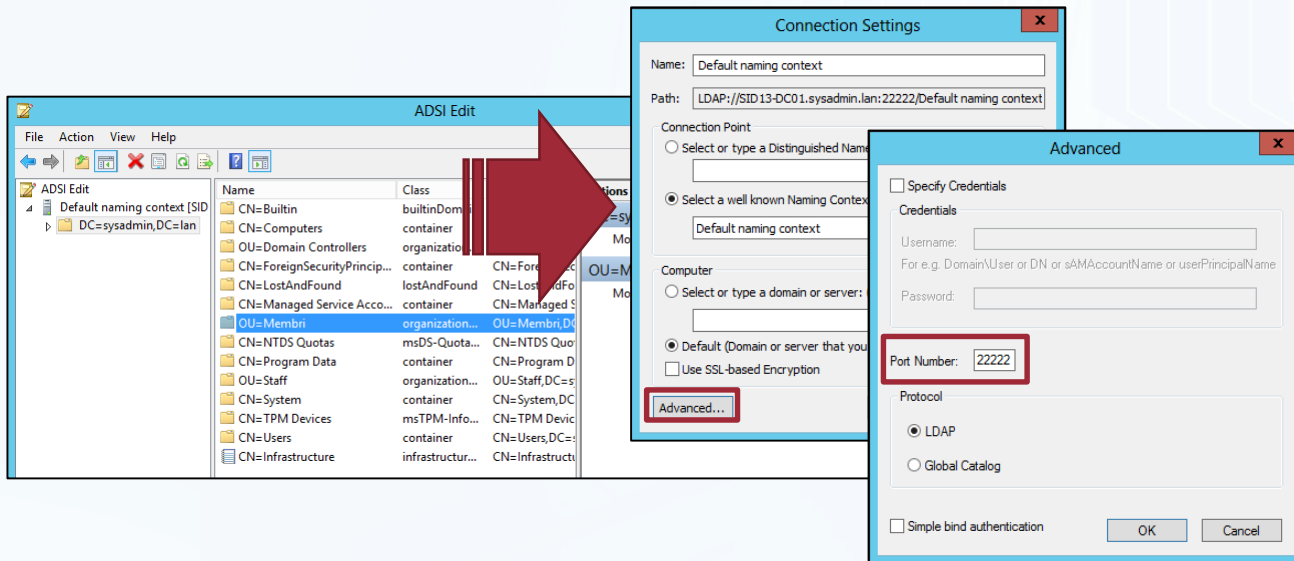 ADSI Edit
File Action View Help
ADSI Edit
Default naming context [SID
DC=sysadmin,DC=lan
Name Class
CN=Builtin builtinDom
CN=Computers container
OU=Domain Controllers organization
CN=ForeignSecurityPrincip... container CN=Fore
CN=LostAndFound lostAndFound CN=Lost
CN=Managed Service Acco... container CN=Managed S
OU=Membri organization... OU=Membri,DC
CN=NTDS Quotas msDS-Quota... CN=NTDS Quo
CN=Program Data container CN=Program D
OU=Staff organization... OU=Staff,DC=s
CN=System container CN=System,DC
CN=TPM Devices msTPM-Info... CN=TPM Devic
CN=Users container CN=Users,DC=
CN=Infrastructure infrastructur... CN=Infrastructu
tions
=sy
Mo
OU=M
Mo
Connection Settings
x
Name: Default naming context
Path: LDAP://SID13-DC01.sysadmin.lan:22222/Default naming context
Connection Point
Select or type a Distinguished Name
Select a well known Naming Contex
Default naming context
Computer
Select or type a domain or server:
Default (Domain or server that you
Use SSL-based Encryption
Advanced...
Advanced
x
Specify Credentials
Credentials
Username:
For e.g. Domain\User or DN or sAMAccountName or userPrincipalName
Password:
Port Number: 22222
Protocol
LDAP
Global Catalog
Simple bind authentication OK Cancel